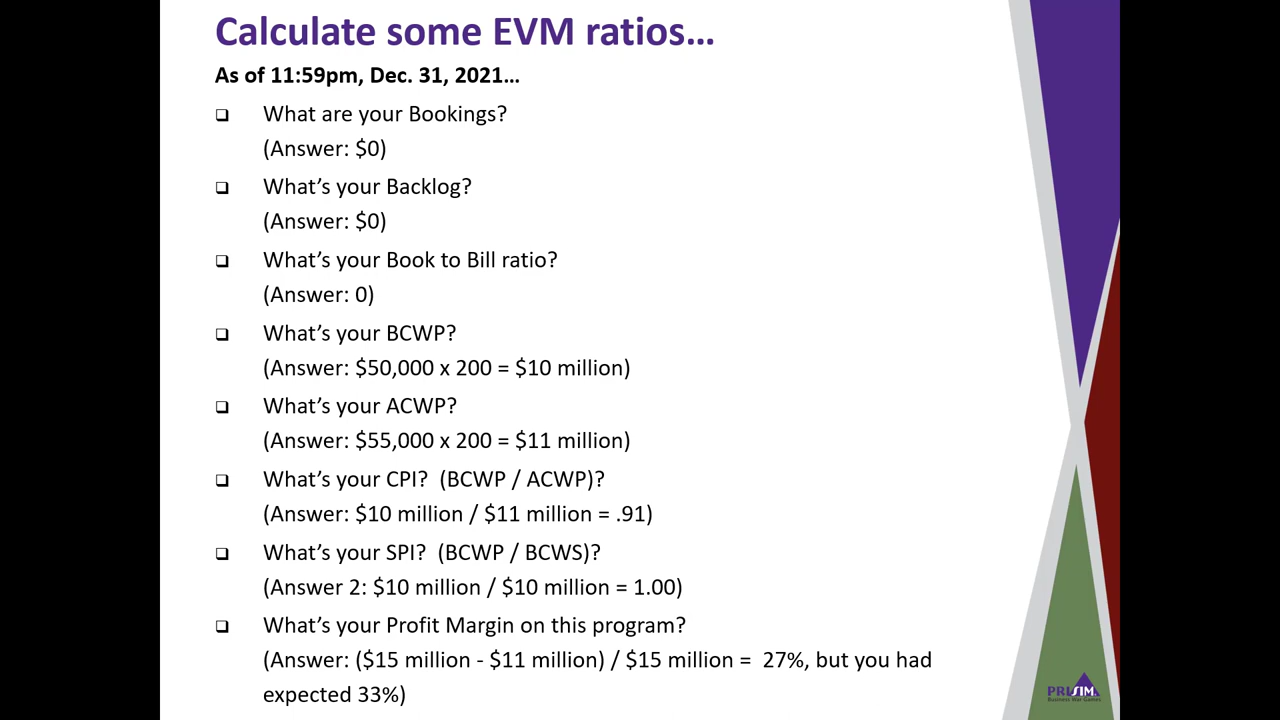 Calculate some EVM ratios...
As of 11:59pm, Dec. 31, 2021...
❑ What are your Bookings?
(Answer: $0)
❑ What's your Backlog?
(Answer: $0)
❑ What's your Book to Bill ratio?
(Answer: 0)
❑ What's your BCWP?
(Answer: $50,000 x 200 = $10 million)
❑ What's your ACWP?
(Answer: $55,000 x 200 = $11 million)
❑ What's your CPI?  (BCWP / ACWP)?
(Answer: $10 million / $11 million = .91)
❑ What's your SPI?  (BCWP / BCWS)?
(Answer 2: $10 million / $10 million = 1.00)
❑ What's your Profit Margin on this program?
(Answer: ($15 million - $11 million) / $15 million =  27%, but you had
expected 33%)
PRISIM
Business War Games